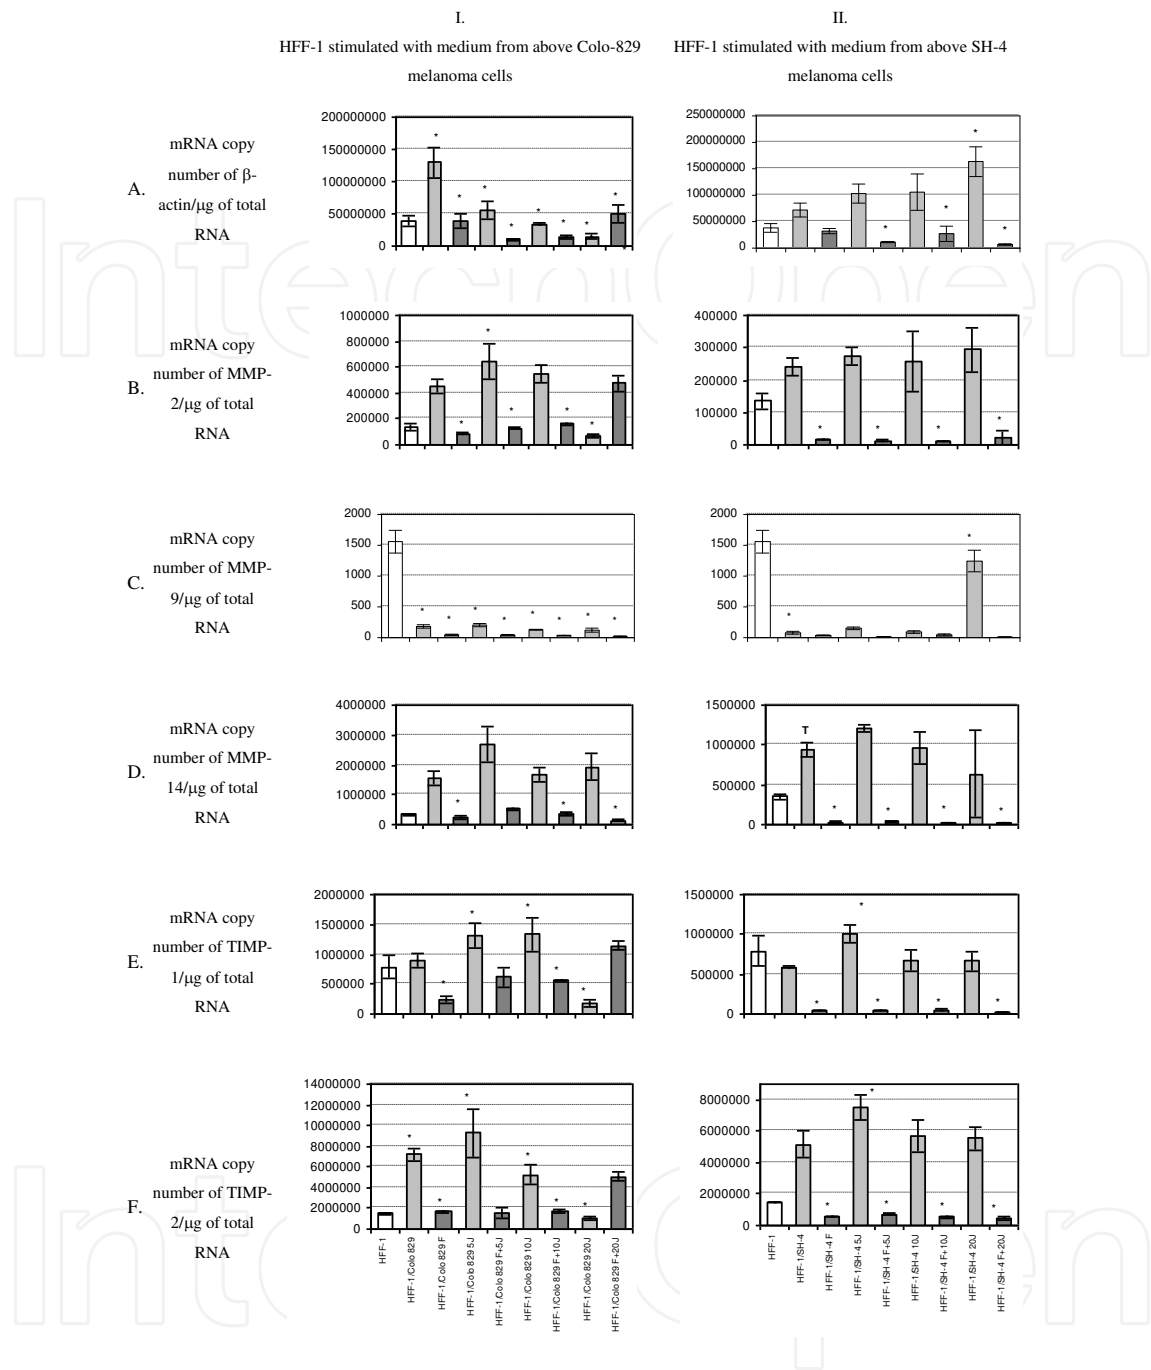 I.
HFF-1 stimulated with medium from above Colo-829
melanoma cells
II.
HFF-1 stimulated with medium from above SH-4
melanoma cells
A.
mRNA copy
number of β-
actin/μg of total
RNA
200000000
150000000
100000000
50000000
0
* * * * * * * *
250000000
200000000
150000000
100000000
50000000
0
* * * *
B.
mRNA copy
number of MMP-
2/μg of total
RNA
1000000
800000
600000
400000
200000
0
* * * * *
400000
300000
200000
100000
0
* * * *
C.
mRNA copy
number of MMP-
9/μg of total
RNA
2000
1500
1000
500
0
* * * * * * * *
2000
1500
1000
500
0
* *
D.
mRNA copy
number of MMP-
14/μg of total
RNA
4000000
3000000
2000000
1000000
0
* * *
1500000
1000000
500000
0
T
* * * *
E.
mRNA copy
number of TIMP-
1/μg of total
RNA
2000000
1500000
1000000
500000
0
* * * * *
1500000
1000000
500000
0
* * * * *
F.
mRNA copy
number of TIMP-
2/μg of total
RNA
14000000
12000000
10000000
8000000
6000000
4000000
2000000
0
* * * * * *
8000000
6000000
4000000
2000000
0
* * * * *
HFF-1
HFF-1/Colo 829
HFF-1/Colo 829 F
HFF-1/Colo 829 5J
HFF-1/Colo 829 F+5J
HFF-1/Colo 829 10J
HFF-1/Colo 829 F+10J
HFF-1/Colo 829 20J
HFF-1/Colo 829 F+20J
HFF-1
HFF-1/SH-4
HFF-1/SH-4 F
HFF-1/SH-4 5J
HFF-1/SH-4 F+5J
HFF-1/SH-4 10J
HFF-1/SH-4 F+10J
HFF-1/SH-4 20J
HFF-1/SH-4 F+20J
IntechOpen
IntechOpen